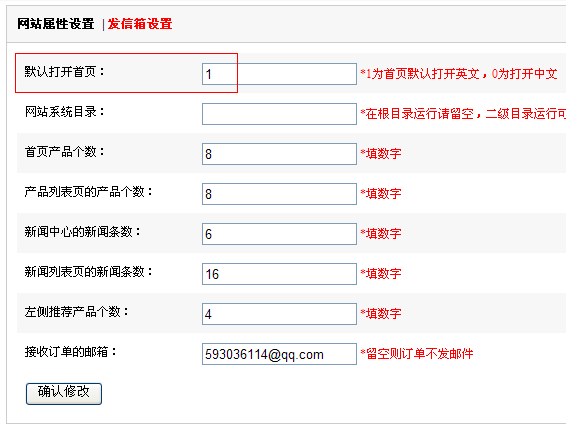 网站属性设置 | 发信箱设置
默认打开首页： 1 *1为首页默认打开英文，0为打开中文
网站系统目录： *在根目录运行请留空，二级目录运行可
首页产品个数： 8 *填数字
产品列表页的产品个数： 8 *填数字
新闻中心的新闻条数： 6 *填数字
新闻列表页的新闻条数： 16 *填数字
左侧推荐产品个数： 4 *填数字
接收订单的邮箱： 593036114@qq.com *留空则订单不发邮件
确认修改